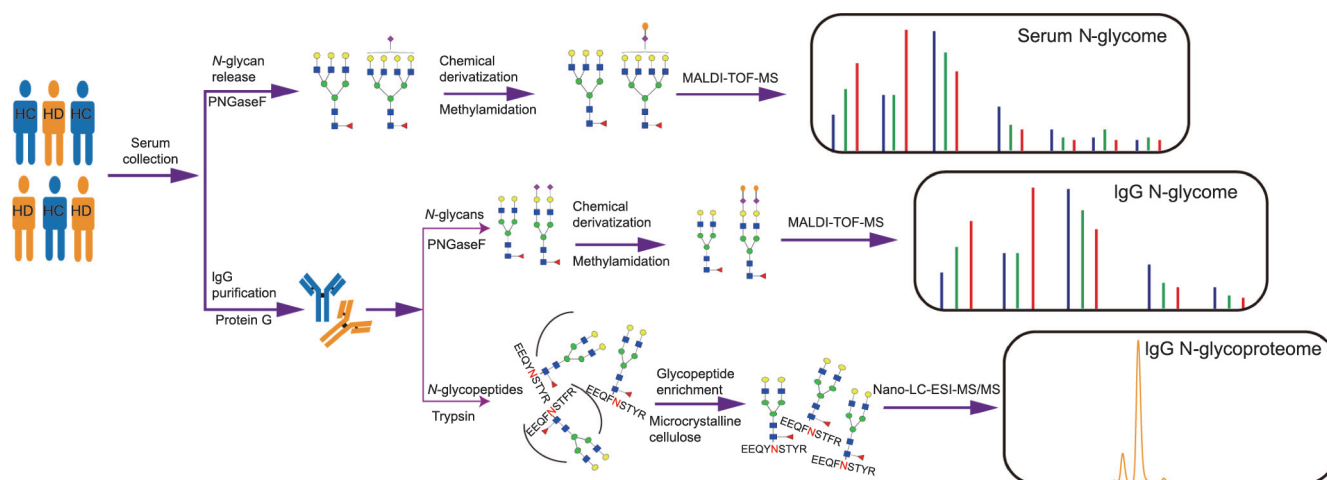 HC
HD
HC
HD
HC
HD
Serum
collection
N-glycan
release
PNGaseF
Chemical
derivatization
Methylamidation
MALDI-TOF-MS
Serum N-glycome
IgG
purification
Protein G
N-glycans
PNGaseF
Chemical
derivatization
Methylamidation
MALDI-TOF-MS
IgG N-glycome
N-glycopeptides
Trypsin
EEQYNSTYR
EEQFNSTFR
EEQFNSTYR
Glycopeptide
enrichment
Microcrystalline
cellulose
EEQYNSTYR
EEQFNSTFR
EEQFNSTYR
Nano-LC-ESI-MS/MS
IgG N-glycoproteome